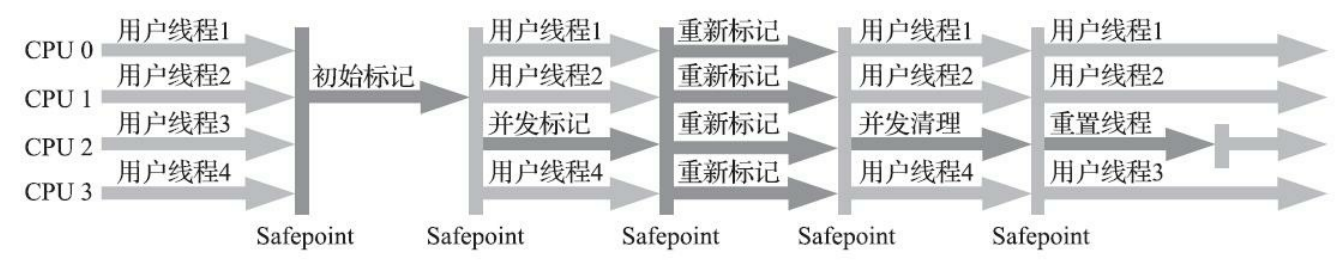 CPU 0 用户线程1 用户线程1 重新标记 用户线程1 用户线程1
CPU 1 用户线程2 初始标记 用户线程2 重新标记 用户线程2 用户线程2
CPU 2 用户线程3 并发标记 重新标记 并发清理 重置线程
CPU 3 用户线程4 用户线程4 重新标记 用户线程4 用户线程3
Safepoint Safepoint Safepoint Safepoint Safepoint